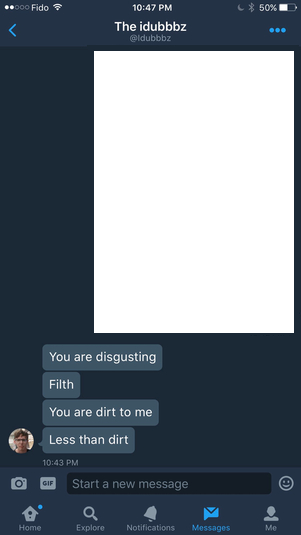 Fido 10:47 PM 50%
The idubbbz
@Idubbbz
You are disgusting
Filth
You are dirt to me
Less than dirt
10:43 PM
GIF Start a new message
Home Explore Notifications Messages Me